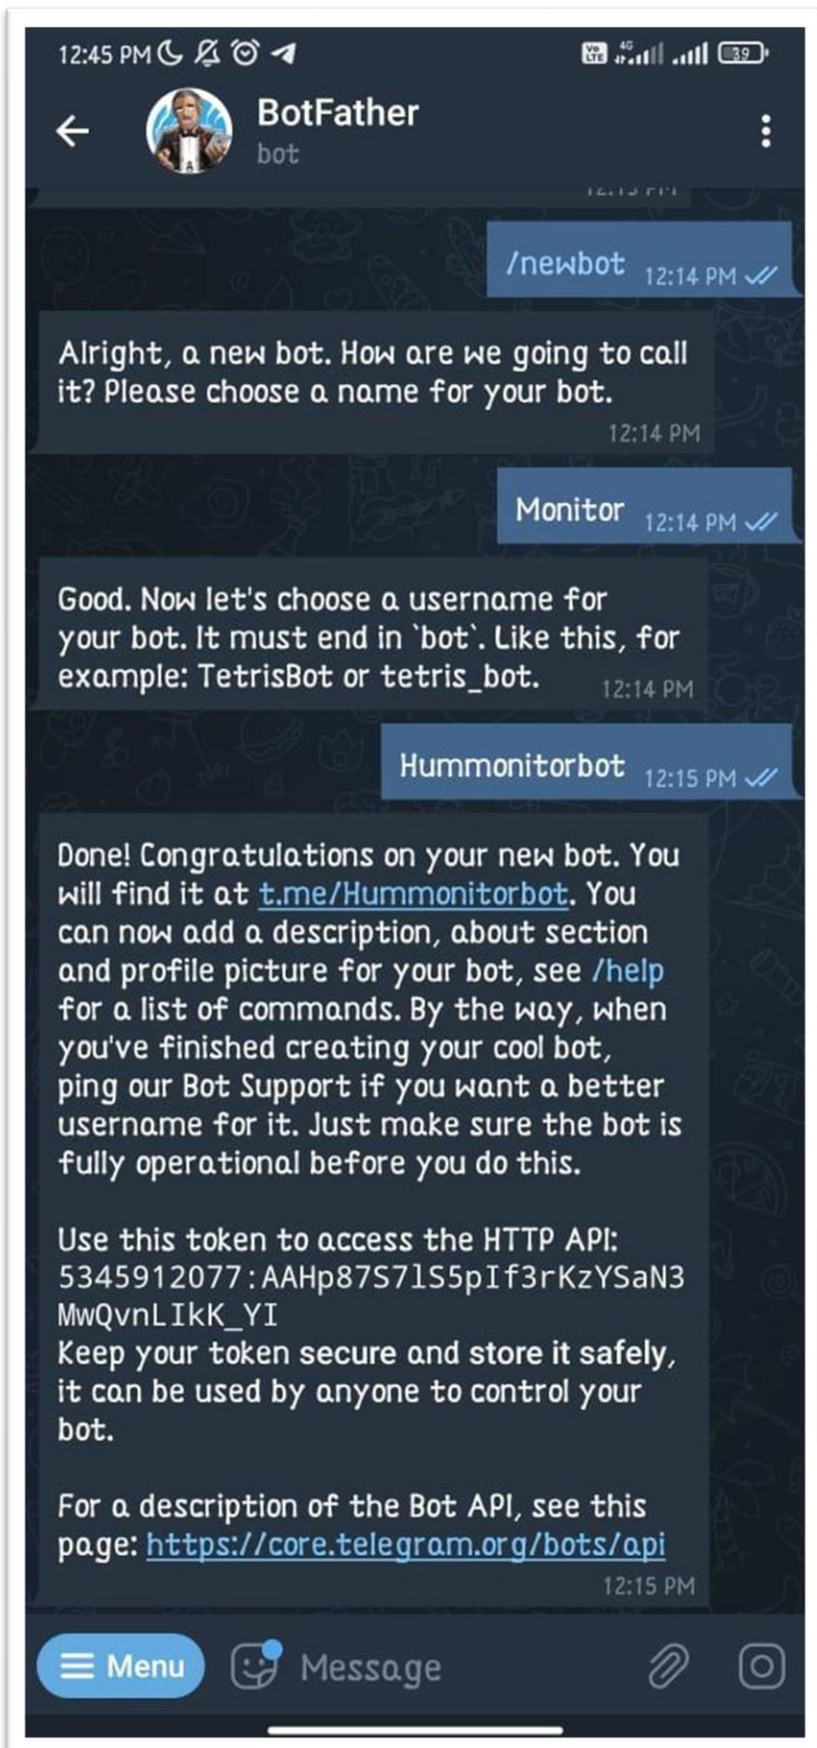 12:45 PM
Vo LTE 4G 39
BotFather
bot
/newbot 12:14 PM
Alright, a new bot. How are we going to call
it? Please choose a name for your bot.
12:14 PM
Monitor 12:14 PM
Good. Now let's choose a username for
your bot. It must end in `bot`. Like this, for
example: TetrisBot or tetris_bot. 12:14 PM
Hummonitorbot 12:15 PM
Done! Congratulations on your new bot. You
will find it at t.me/Hummonitorbot. You
can now add a description, about section
and profile picture for your bot, see /help
for a list of commands. By the way, when
you've finished creating your cool bot,
ping our Bot Support if you want a better
username for it. Just make sure the bot is
fully operational before you do this.
Use this token to access the HTTP API:
5345912077:AAHp87S7lS5pIf3rKzYSaN3
MwQvnLIkK_YI
Keep your token secure and store it safely,
it can be used by anyone to control your
bot.
For a description of the Bot API, see this
page: https://core.telegram.org/bots/api
12:15 PM
Menu Message